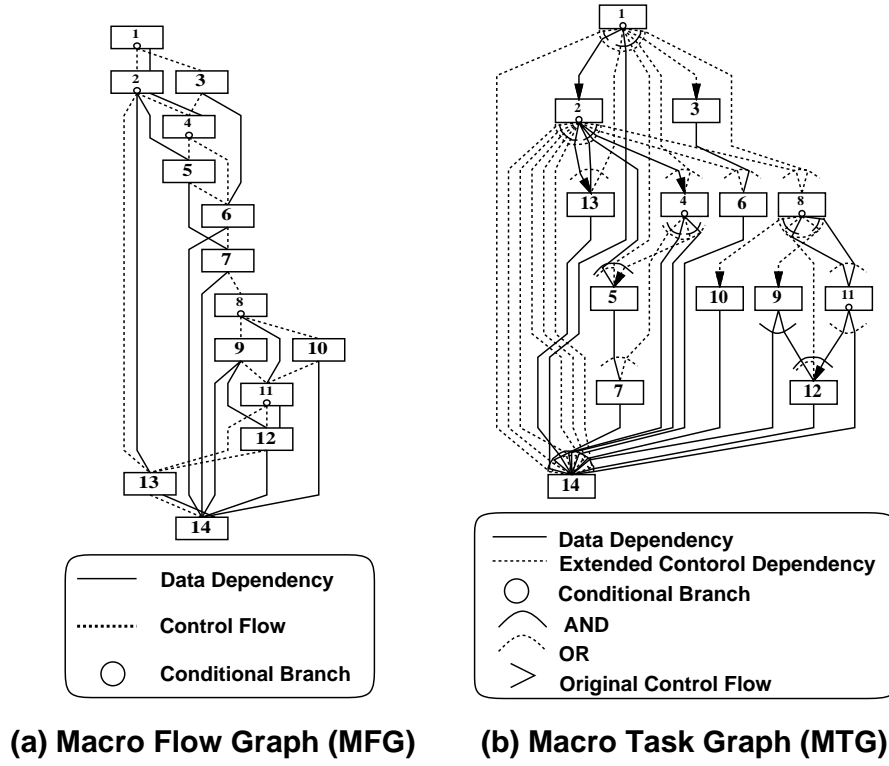 1
2
3
4
5
6
7
8
9
10
11
12
13
14
Data Dependency
Control Flow
Conditional Branch
(a) Macro Flow Graph (MFG)
1
2
3
13
4
6
8
5
10
9
11
7
12
14
Data Dependency
Extended Contorol Dependency
Conditional Branch
AND
OR
Original Control Flow
(b) Macro Task Graph (MTG)